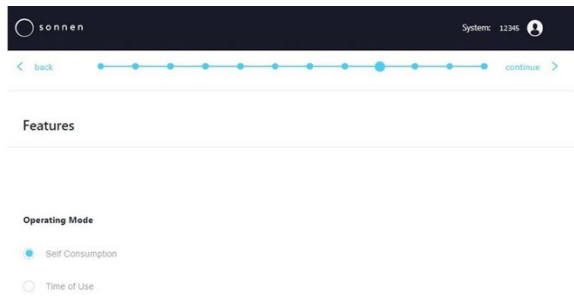 sonnen
System: 12345
back
continue
Features
Operating Mode
Self Consumption
Time of Use